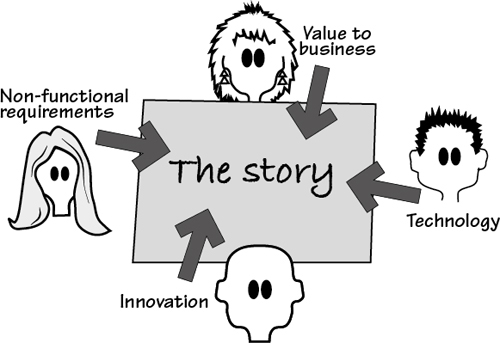 Value to
business
Non-functional
requirements
The story
Technology
Innovation